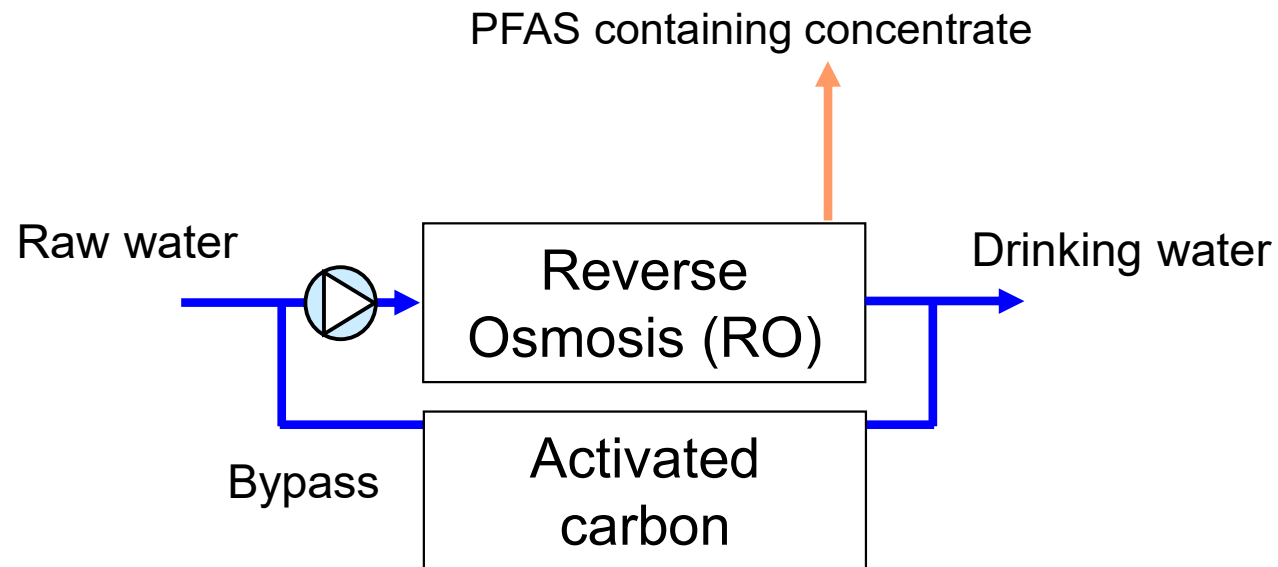 PFAS containing concentrate
Raw water
Reverse
Osmosis (RO)
Drinking water
Bypass
Activated
carbon